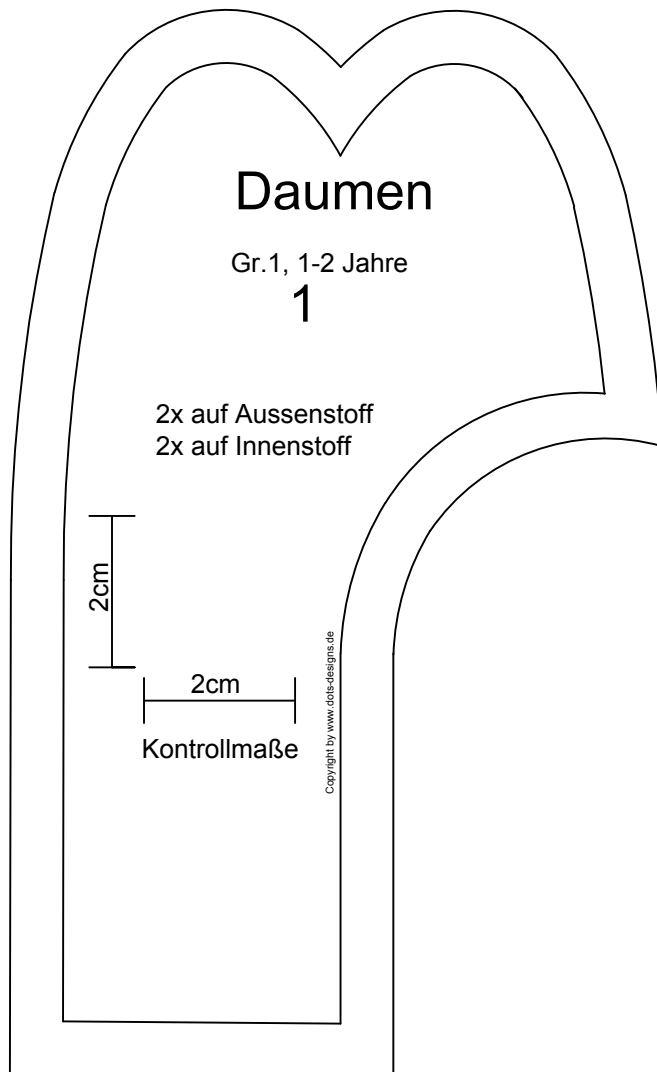 Daumen
Gr.1, 1-2 Jahre
1
2x auf Aussenstoff
2x auf Innenstoff
2cm
2cm
Kontrollmaße
Copyright by www.dots-designs.de